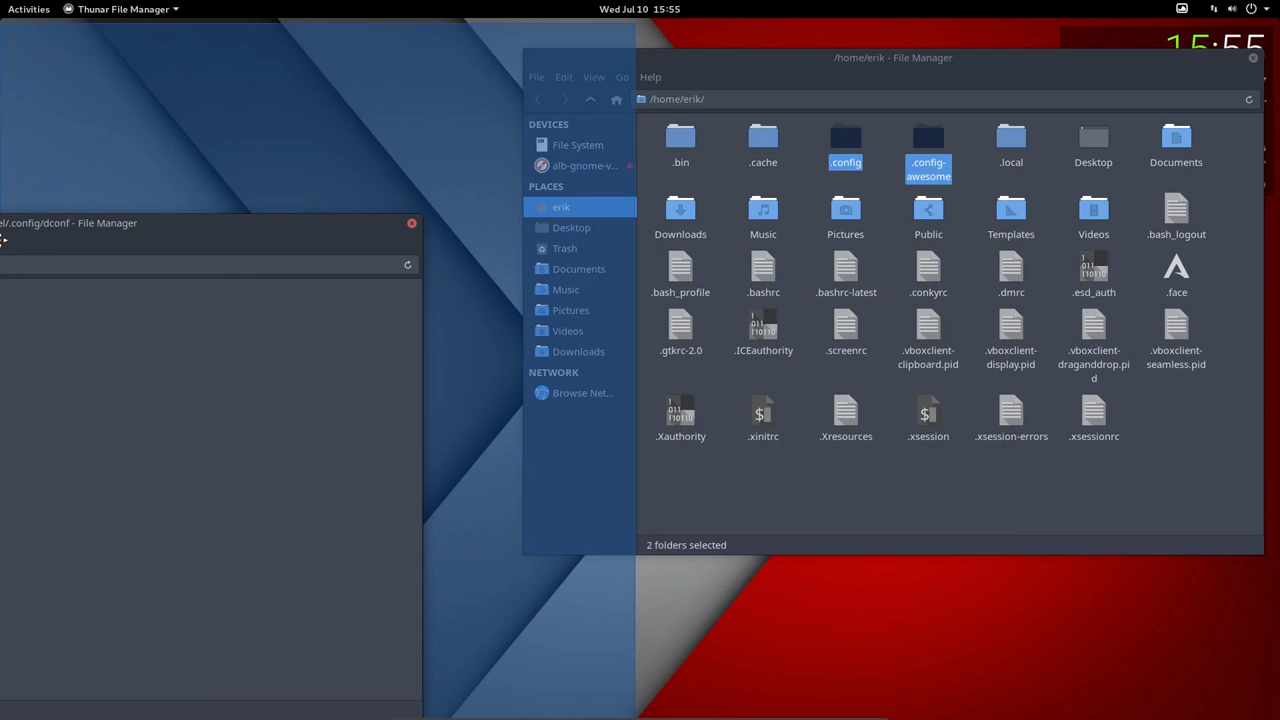 Activities Thunar File Manager Wed Jul 10 15:55
15:55
/home/erik - File Manager
File Edit View Go Help
/home/erik/
DEVICES
File System
alb-gnome-v...
PLACES
erik
Desktop
Trash
Documents
Music
Pictures
Videos
Downloads
NETWORK
Browse Net...
.bin .cache .config .config- .local Desktop Documents
awesome
Downloads Music Pictures Public Templates Videos .bash_logout
.bash_profile .bashrc .bashrc-latest .conkyrc .dmrc .esd_auth .face
.gtkrc-2.0 .ICEauthority .screenrc .vboxclient- .vboxclient- .vboxclient- .vboxclient-
clipboard.pid display.pid draganddrop.pi seamless.pid
d
.Xauthority .xinitrc .Xresources .xsession .xsession-errors .xsessionrc
2 folders selected
el/.config/dconf - File Manager